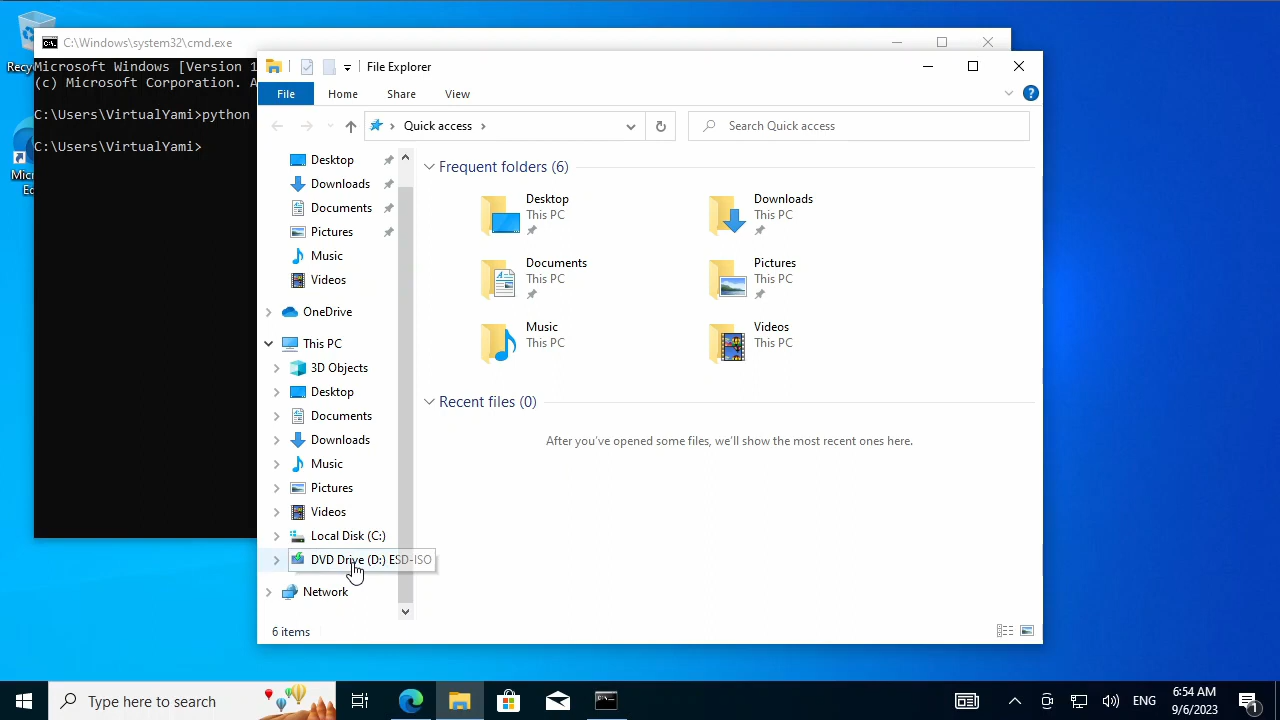 C:\Windows\system32\cmd.exe
Microsoft Windows [Version
(c) Microsoft Corporation.
C:\Users\VirtualYami>python
C:\Users\VirtualYami>
File Explorer
File
Home
Share
View
?
Quick access
Search Quick access
Desktop
Downloads
Documents
Pictures
Music
Videos
OneDrive
This PC
3D Objects
Desktop
Documents
Downloads
Music
Pictures
Videos
Local Disk (C:)
DVD Drive (D:) ESD-ISO
Network
Frequent folders (6)
Desktop
This PC
Downloads
This PC
Documents
This PC
Pictures
This PC
Music
This PC
Videos
This PC
Recent files (0)
After you've opened some files, we'll show the most recent ones here.
6 items
Type here to search
ENG
6:54 AM
9/6/2023
1